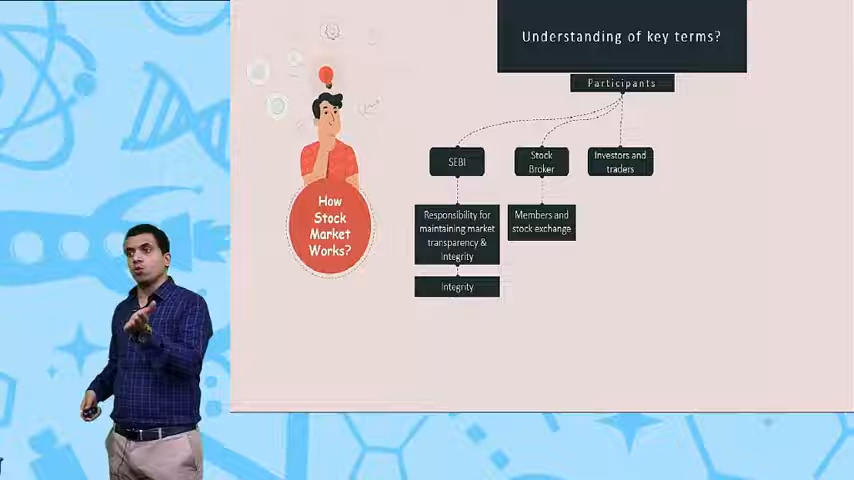 Understanding of key terms?
Participants
SEBI
Stock
Broker
Investors and
traders
Responsibility for
maintaining market
transparency &
Integrity
Members and
stock exchange
Integrity
How
Stock
Market
Works?